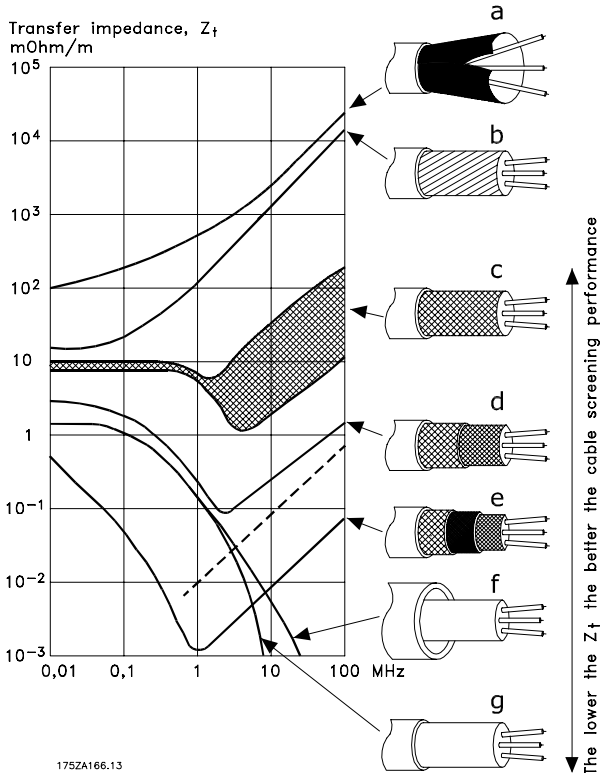 Transfer impedance, Zt
mOhm/m
10⁵
10⁴
10³
10²
10
1
10⁻¹
10⁻²
10⁻³
0,01 0,1 1 10 100 MHz
a
b
c
d
e
f
g
The lower the Zt the better the cable screening performance
175ZA166.13